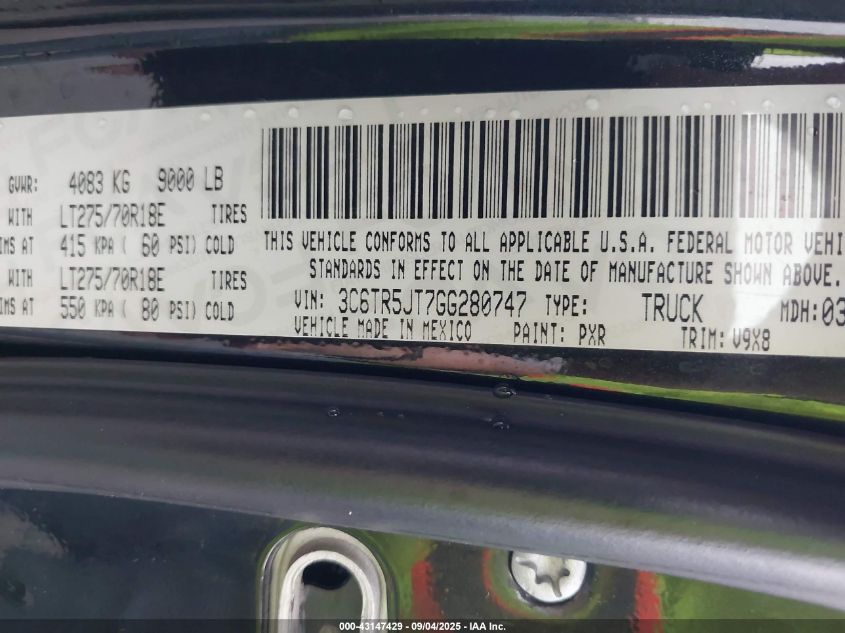 GVWR: 4083 KG 9000 LB
WITH LT275/70R18E TIRES
IMS AT 415 KPA ( 60 PSI) COLD
WITH LT275/70R18E TIRES
IMS AT 550 KPA ( 80 PSI) COLD
THIS VEHICLE CONFORMS TO ALL APPLICABLE U.S.A. FEDERAL MOTOR VEHI
STANDARDS IN EFFECT ON THE DATE OF MANUFACTURE SHOWN ABOVE.
VIN: 3C6TR5JT7GG280747 TYPE: TRUCK MDH: 03
VEHICLE MADE IN MEXICO PAINT: PXR TRIM: V9X8
000-43147429 - 09/04/2025 - IAA Inc.